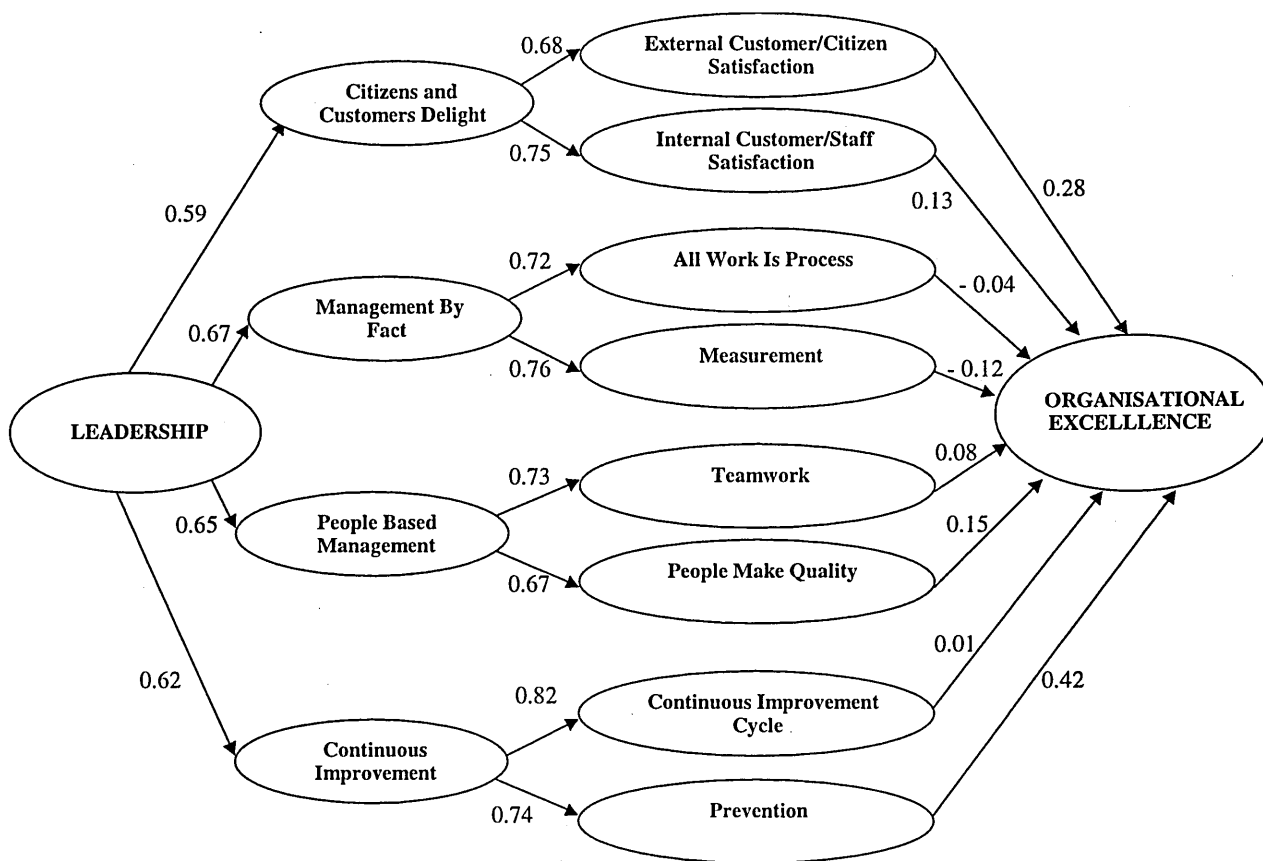 0.68
External Customer/Citizen
Satisfaction
Citizens and
Customers Delight
0.75
Internal Customer/Staff
Satisfaction
0.59
0.13
0.28
0.72
All Work Is Process
- 0.04
Management By
Fact
0.67
0.76
Measurement
- 0.12
LEADERSHIP
ORGANISATIONAL
EXCELLLENCE
0.73
Teamwork
0.08
0.65
People Based
Management
0.67
People Make Quality
0.15
0.62
0.82
Continuous Improvement
Cycle
0.01
0.42
Continuous
Improvement
0.74
Prevention